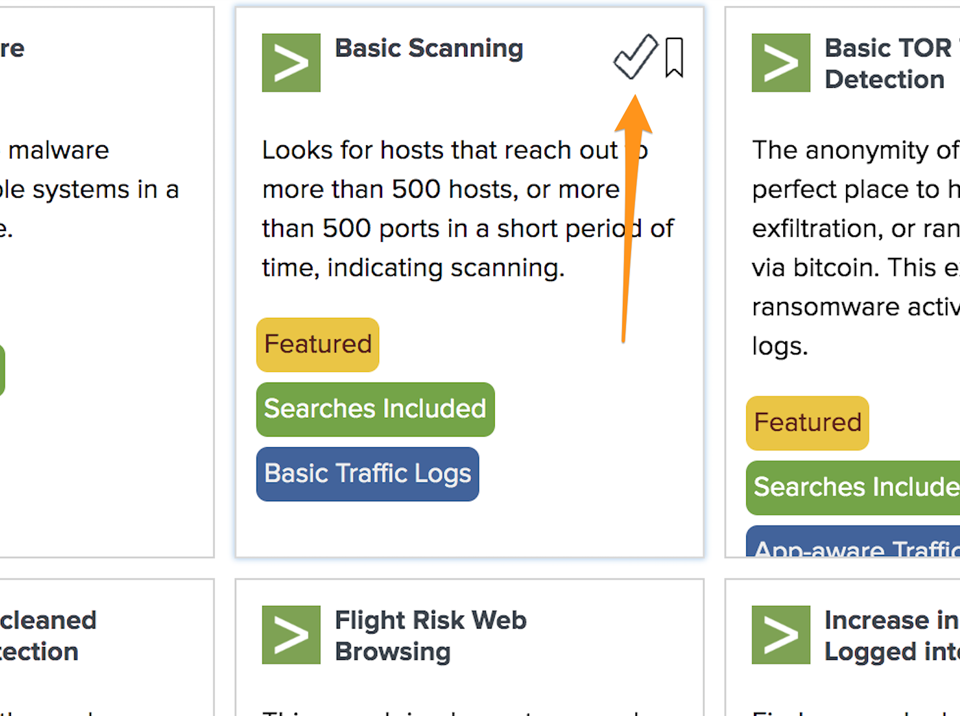 re
malware
ple systems in a
e.
Basic Scanning
Looks for hosts that reach out to
more than 500 hosts, or more
than 500 ports in a short period of
time, indicating scanning.
Featured
Searches Included
Basic Traffic Logs
Basic TOR
Detection
The anonymity of
perfect place to h
exfiltration, or ran
via bitcoin. This e
ransomware activ
logs.
Featured
Searches Include
App-aware Traffic
cleaned
tection
Flight Risk Web
Browsing
Increase in
Logged int